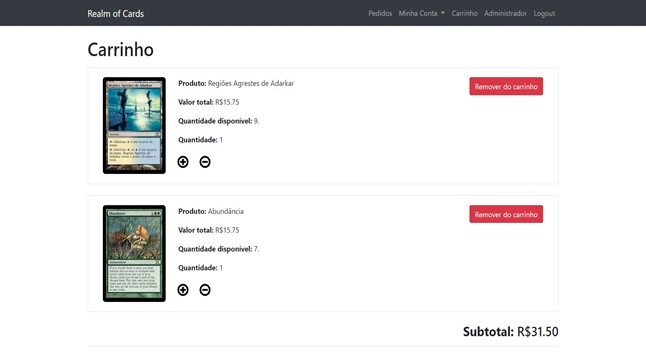 Realm of Cards
Pedidos Minha Conta Carrinho Administrador Logout
Carrinho
Regiões Agrestes de Adarkar
Produto: Regiões Agrestes de Adarkar
Remover do carrinho
Valor total: R$15.75
Quantidade disponível: 9.
Quantidade: 1
Abundância
Produto: Abundância
Remover do carrinho
Valor total: R$15.75
Quantidade disponível: 7.
Quantidade: 1
Subtotal: R$31.50